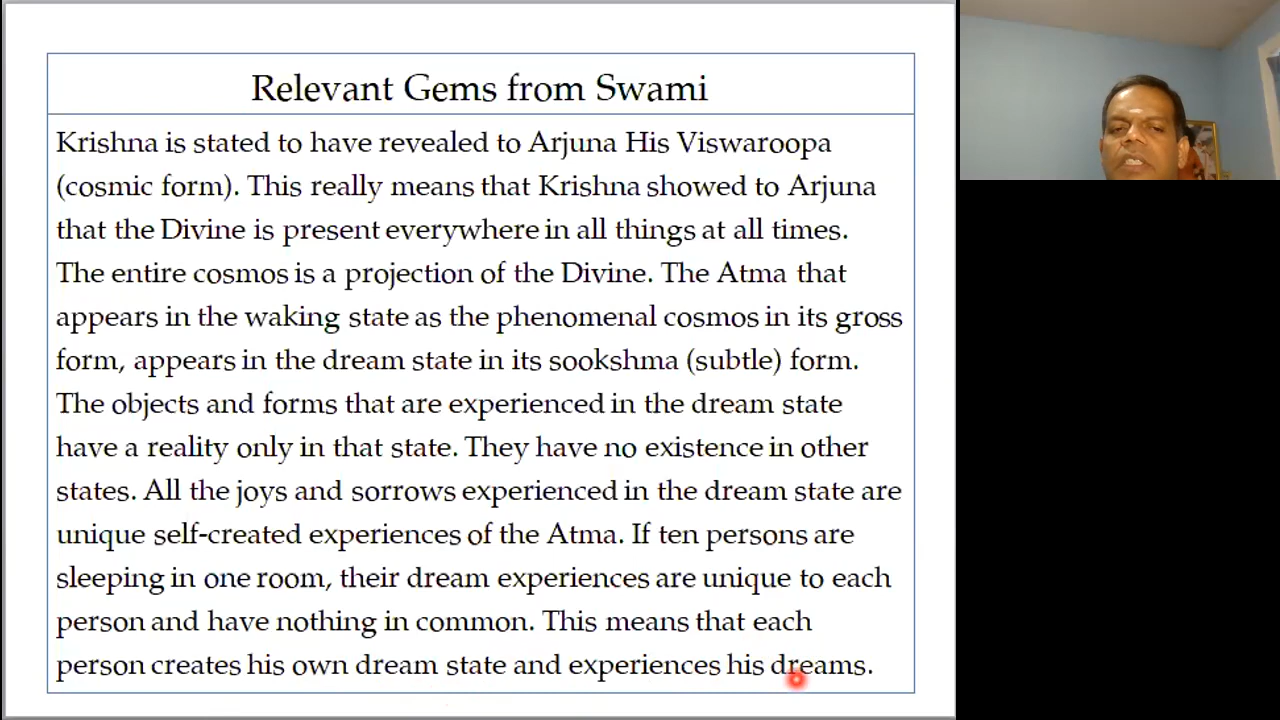 Relevant Gems from Swami
Krishna is stated to have revealed to Arjuna His Viswaroopa
(cosmic form). This really means that Krishna showed to Arjuna
that the Divine is present everywhere in all things at all times.
The entire cosmos is a projection of the Divine. The Atma that
appears in the waking state as the phenomenal cosmos in its gross
form, appears in the dream state in its sookshma (subtle) form.
The objects and forms that are experienced in the dream state
have a reality only in that state. They have no existence in other
states. All the joys and sorrows experienced in the dream state are
unique self-created experiences of the Atma. If ten persons are
sleeping in one room, their dream experiences are unique to each
person and have nothing in common. This means that each
person creates his own dream state and experiences his dreams.